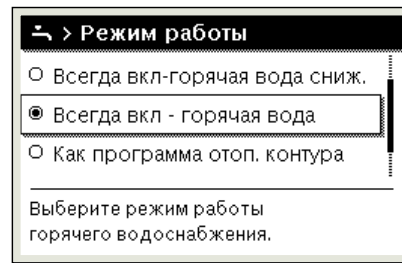 > Режим работы
Всегда вкл-горячая вода сниж.
Всегда вкл - горячая вода
Как программа отоп. контура
Выберите режим работы
горячего водоснабжения.